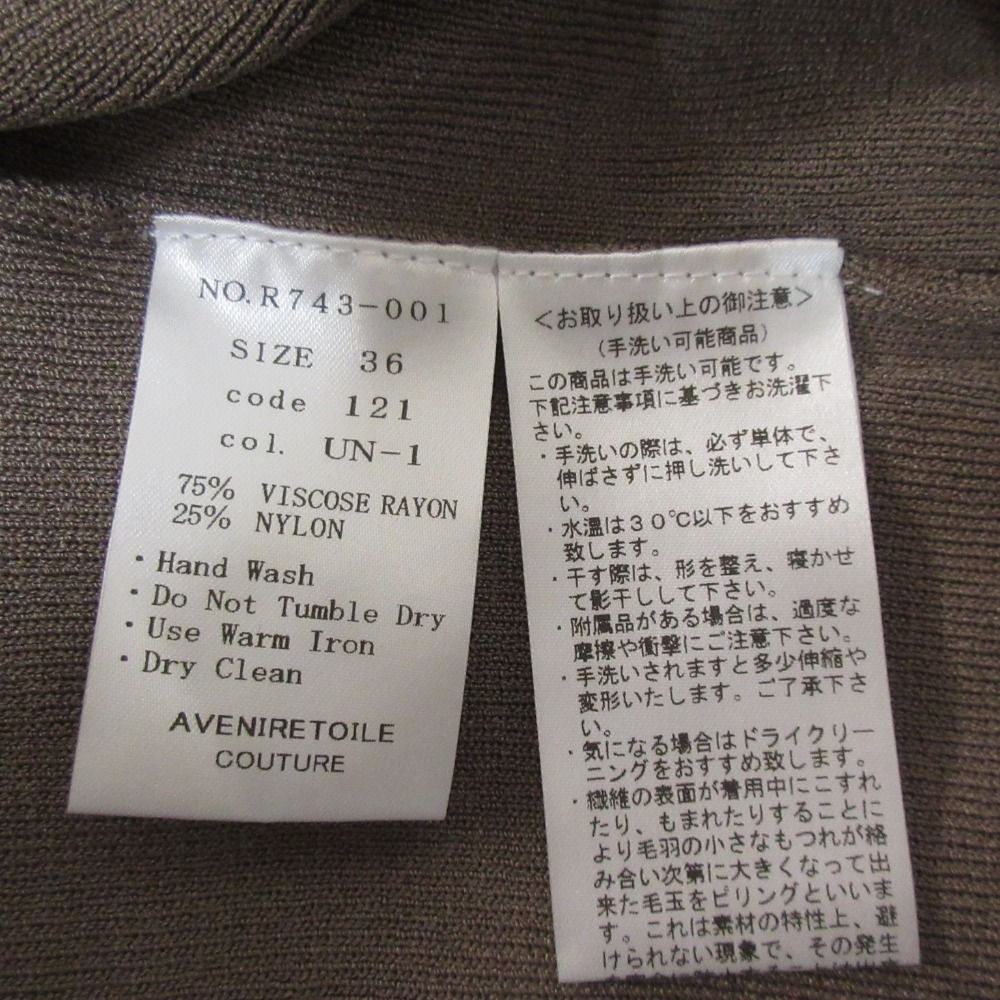 NO.R743-001
SIZE 36
code 121
col. UN-1
75% VISCOSE RAYON
25% NYLON
・Hand Wash
・Do Not Tumble Dry
・Use Warm Iron
・Dry Clean
AVENIRETOILE
COUTURE
＜お取り扱い上の御注意＞
（手洗い可能商品）
この商品は手洗い可能です。
下記注意事項に基づきお洗濯下
さい。
・手洗いの際は、必ず単体で、
伸ばさずに押し洗いして下さ
い。
・水温は30℃以下をおすすめ
致します。
・干す際は、形を整え、寝かせ
て影干しして下さい。
・附属品がある場合は、過度な
摩擦や衝撃にご注意下さい。
・手洗いされますと多少伸縮や
変形いたします。ご了承下さ
い。
・気になる場合はドライクリー
ニングをおすすめ致します。
・繊維の表面が着用中にこすれ
たり、もまれたりすることに
より毛羽の小さなもつれが絡
み合い次第に大きくなって出
来た毛玉をピリングといいま
す。これは素材の特性上、避
けられない現象で、その発生